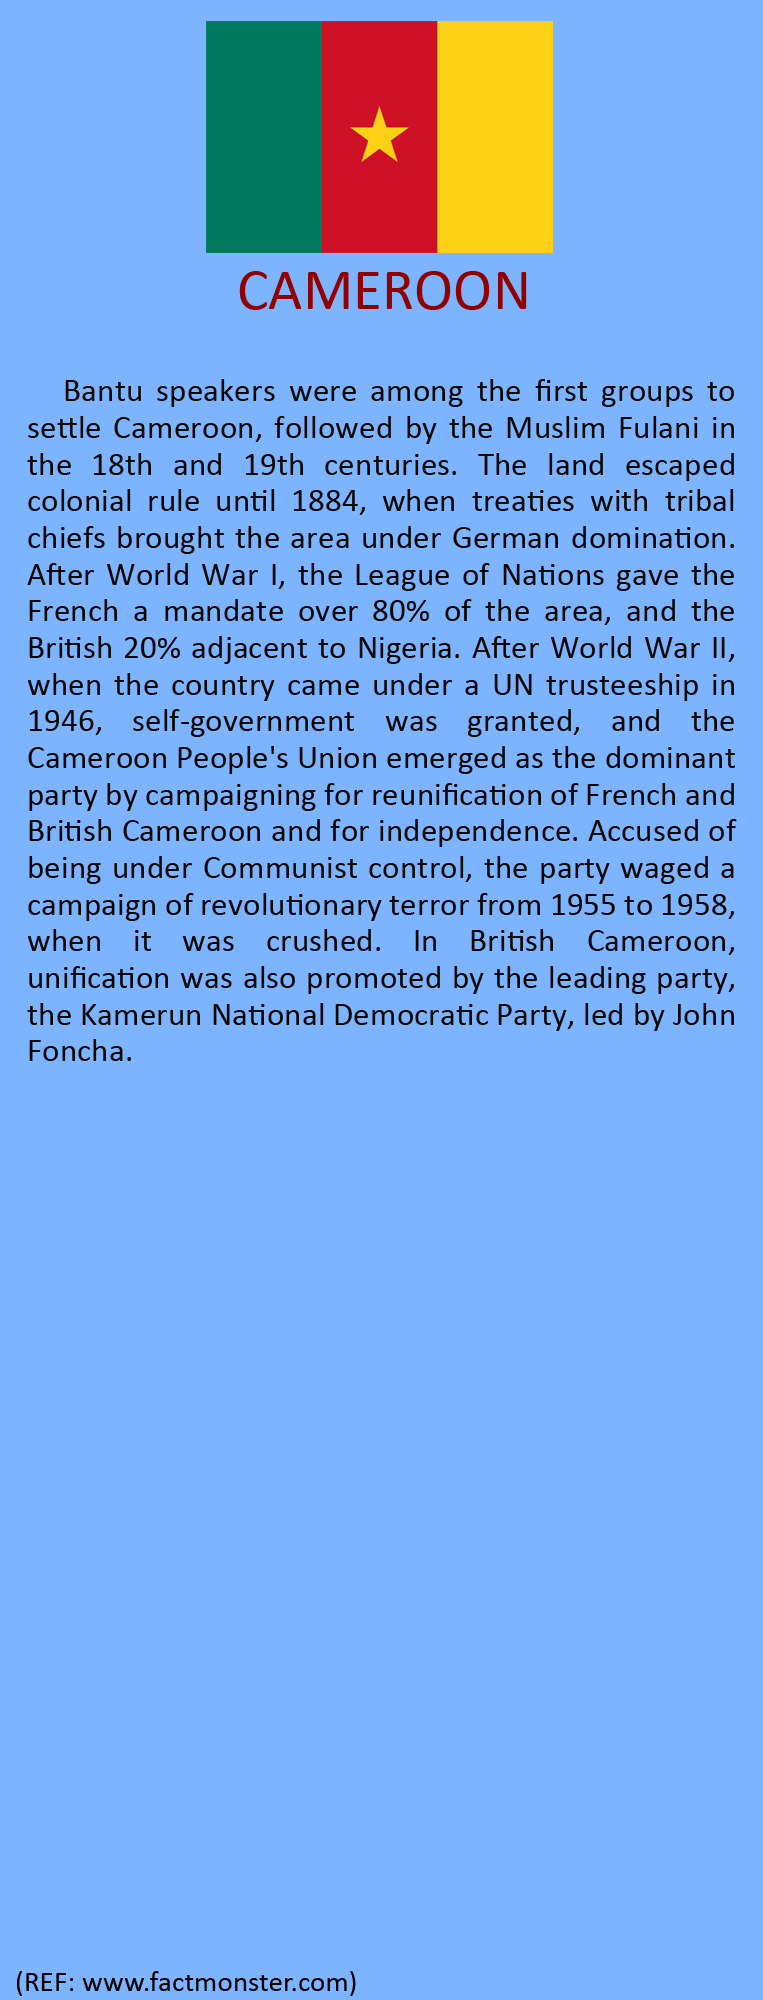 CAMEROON
Bantu speakers were among the first groups to
settle Cameroon, followed by the Muslim Fulani in
the 18th and 19th centuries. The land escaped
colonial rule until 1884, when treaties with tribal
chiefs brought the area under German domination.
After World War I, the League of Nations gave the
French a mandate over 80% of the area, and the
British 20% adjacent to Nigeria. After World War II,
when the country came under a UN trusteeship in
1946, self-government was granted, and the
Cameroon People's Union emerged as the dominant
party by campaigning for reunification of French and
British Cameroon and for independence. Accused of
being under Communist control, the party waged a
campaign of revolutionary terror from 1955 to 1958,
when it was crushed. In British Cameroon,
unification was also promoted by the leading party,
the Kamerun National Democratic Party, led by John
Foncha.
(REF: www.factmonster.com)